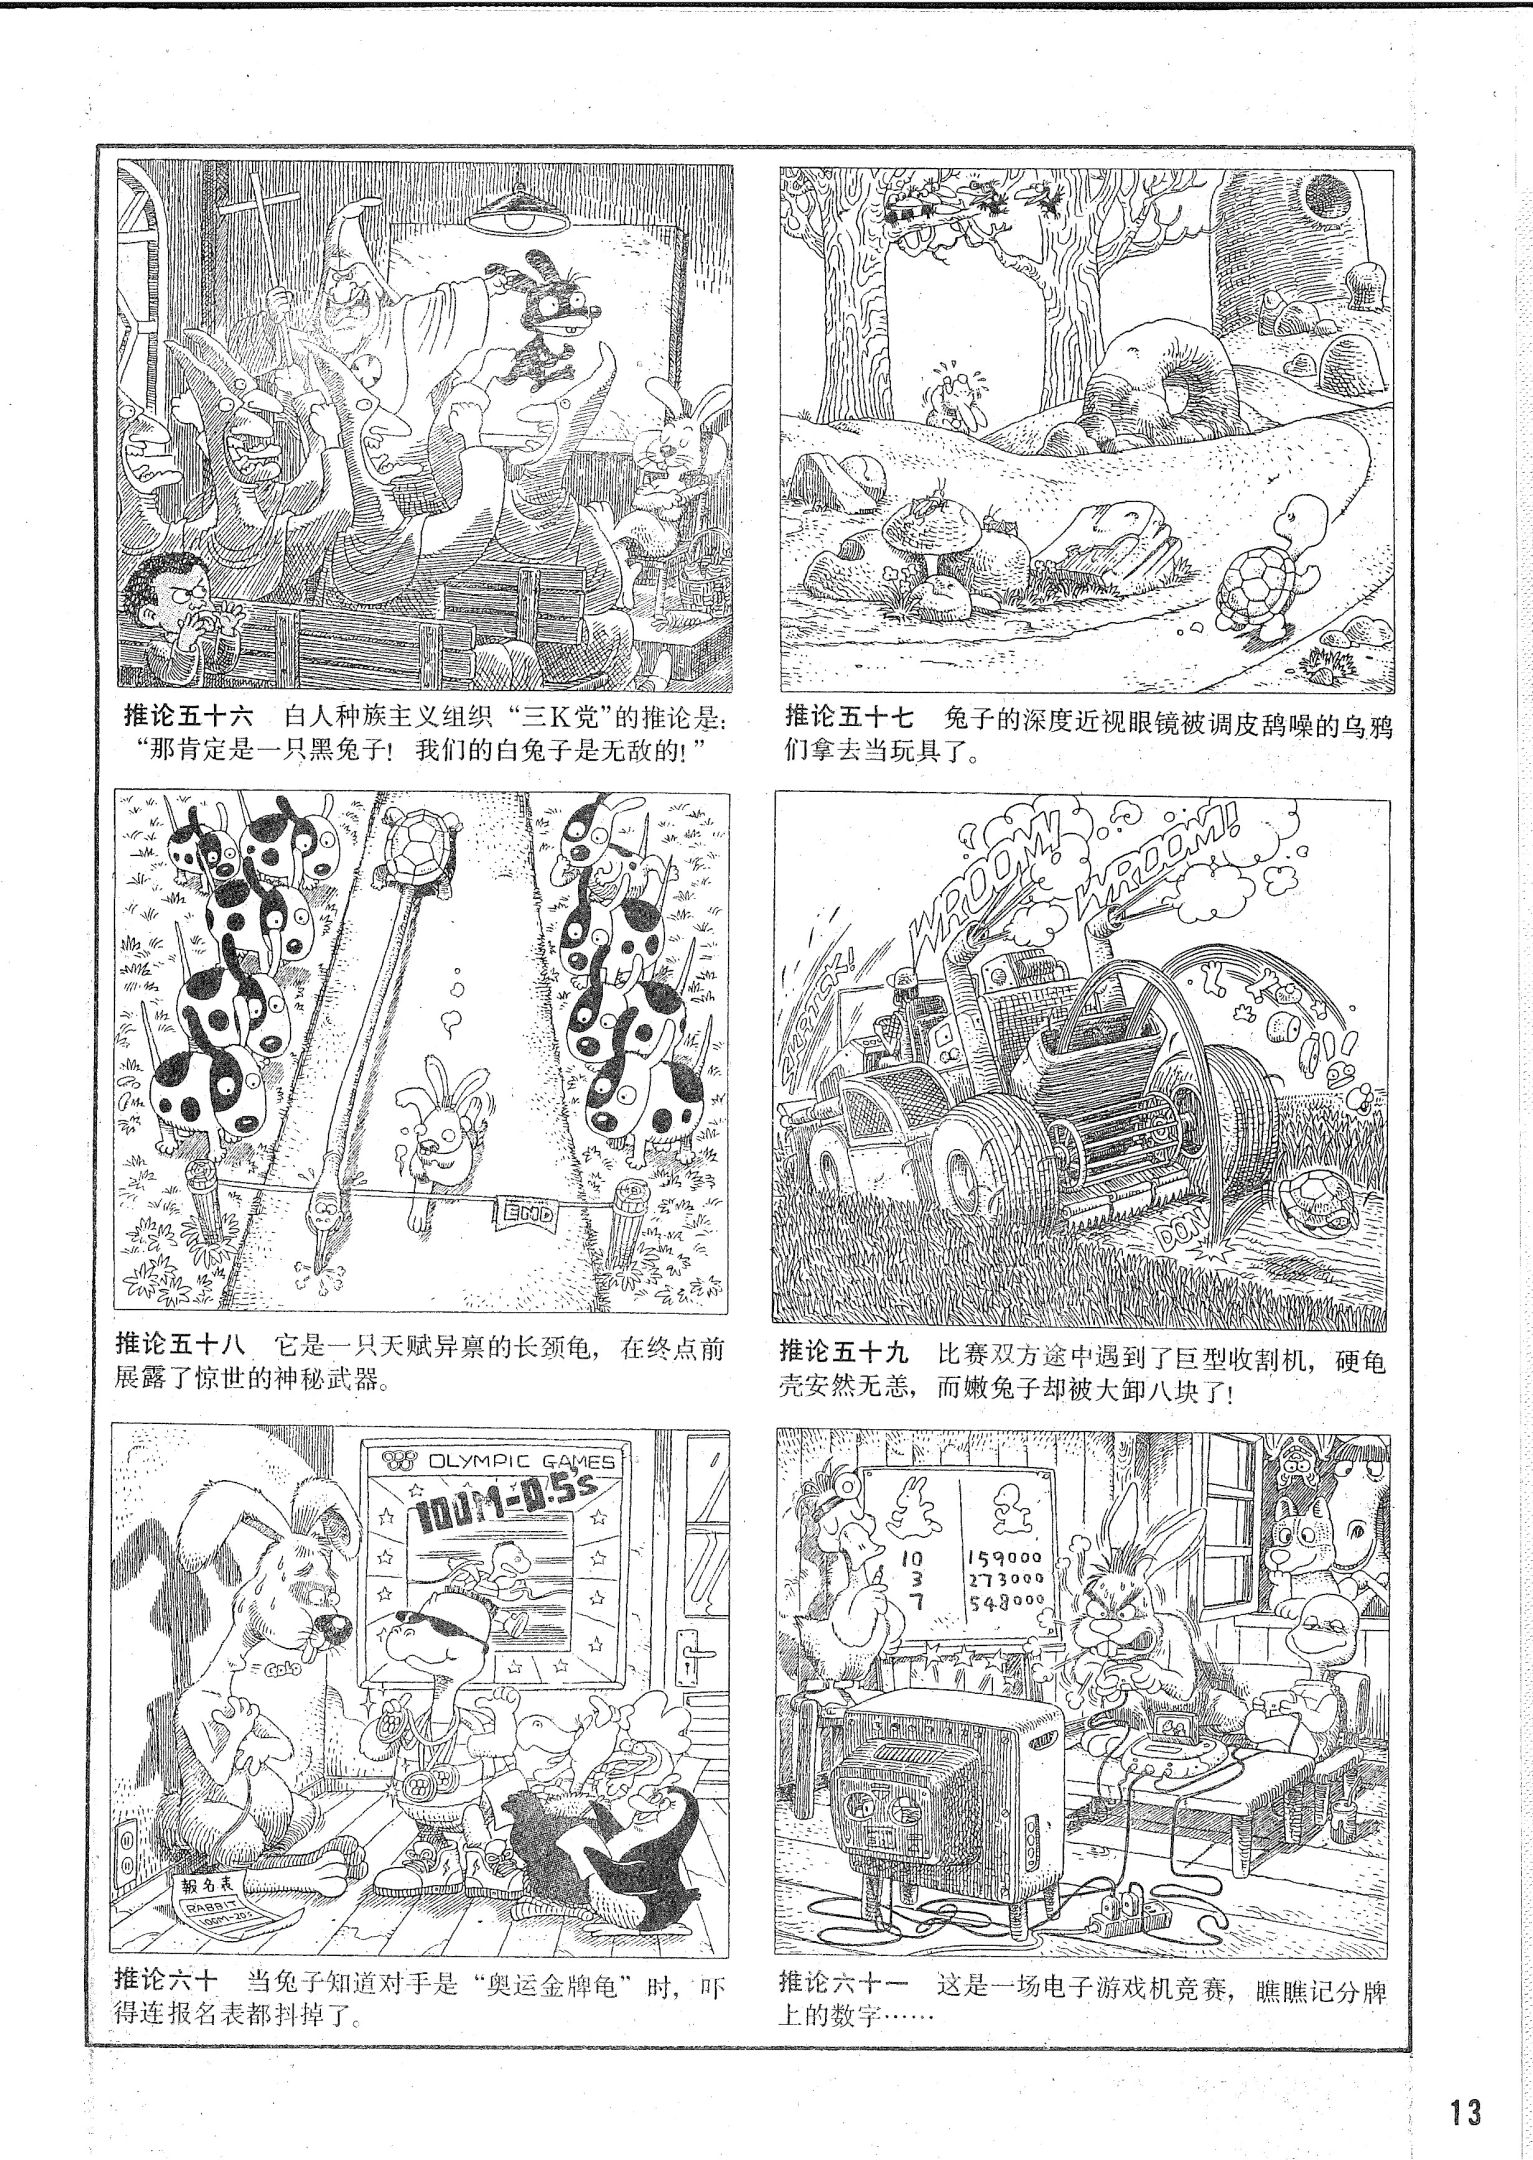 推论五十六　白人种族主义组织“三K党”的推论是：
“那肯定是一只黑兔子！我们的白兔子是无敌的！”
推论五十七　兔子的深度近视眼镜被调皮鸹噪的乌鸦
们拿去当玩具了。
END
推论五十八　它是一只天赋异禀的长颈龟，在终点前
展露了惊世的神秘武器。
WROOM!
WROOM!
DON
推论五十九　比赛双方途中遇到了巨型收割机，硬龟
壳安然无恙，而嫩兔子却被大卸八块了！
OLYMPIC GAMES
100M-0.5's
GOLO
報名表
RABBIT
100M-20's
推论六十　当兔子知道对手是“奥运金牌龟”时，吓
得连报名表都抖掉了。
10 159000
3 273000
7 548000
推论六十一　这是一场电子游戏机竞赛，瞧瞧记分牌
上的数字……
13